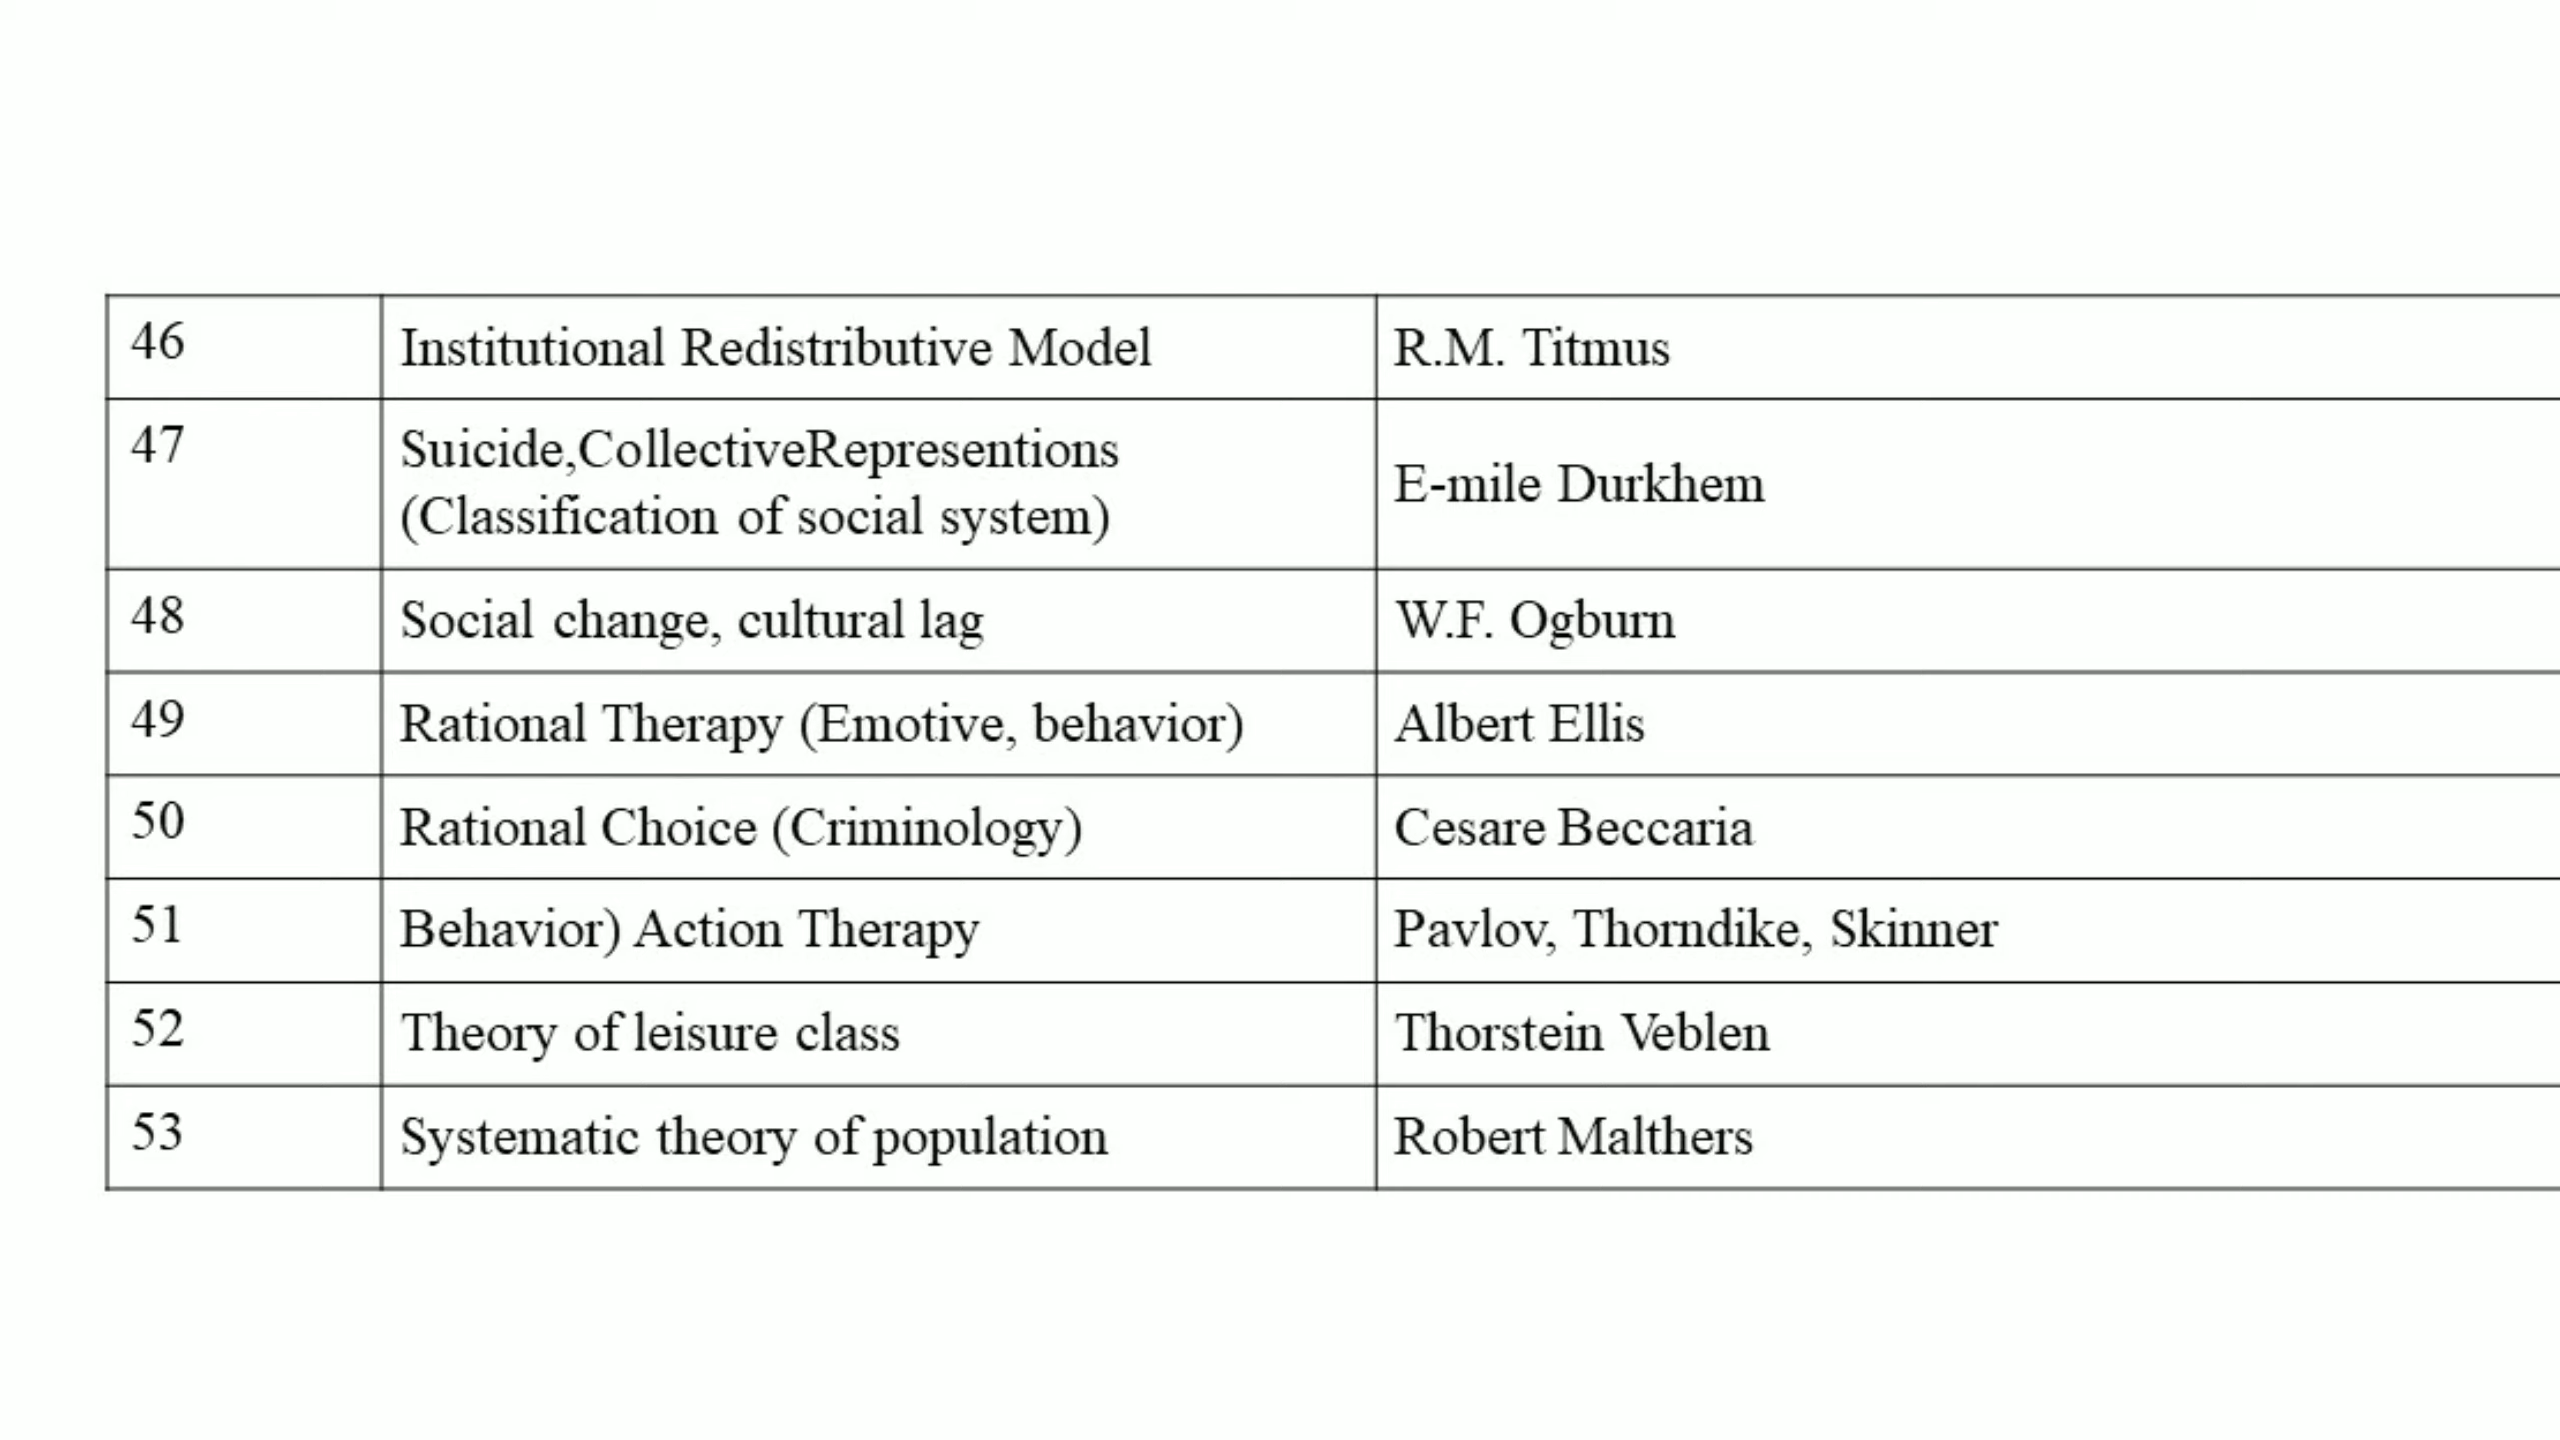 46 Institutional Redistributive Model R.M. Titmus
47 Suicide,CollectiveRepresentions
(Classification of social system) E-mile Durkhem
48 Social change, cultural lag W.F. Ogburn
49 Rational Therapy (Emotive, behavior) Albert Ellis
50 Rational Choice (Criminology) Cesare Beccaria
51 Behavior) Action Therapy Pavlov, Thorndike, Skinner
52 Theory of leisure class Thorstein Veblen
53 Systematic theory of population Robert Malthers